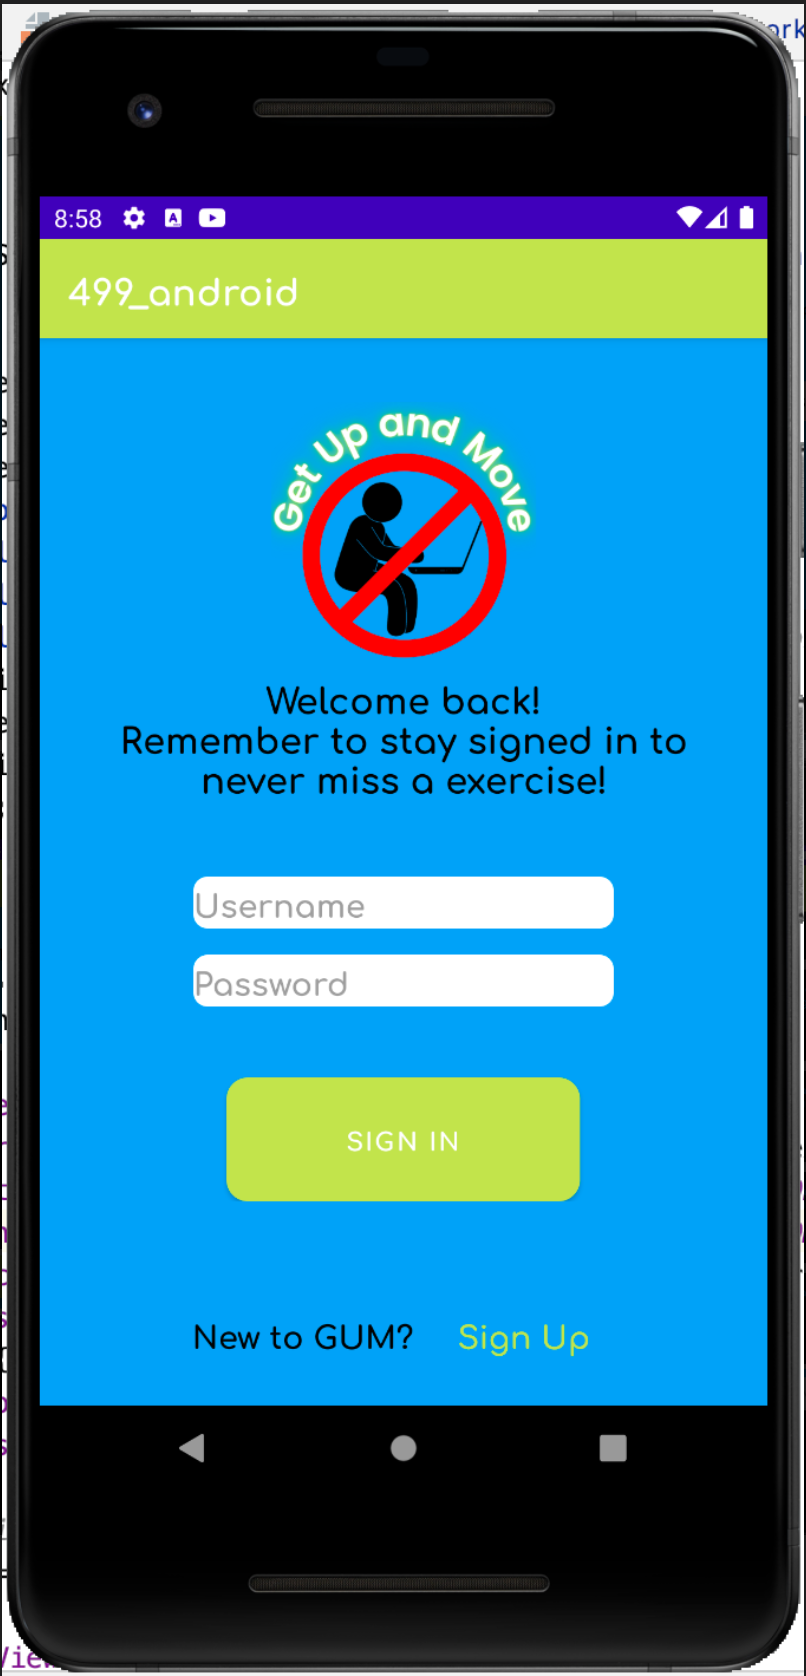 8:58
499_android
Get Up and Move
Welcome back!
Remember to stay signed in to
never miss a exercise!
Username
Password
SIGN IN
New to GUM? Sign Up